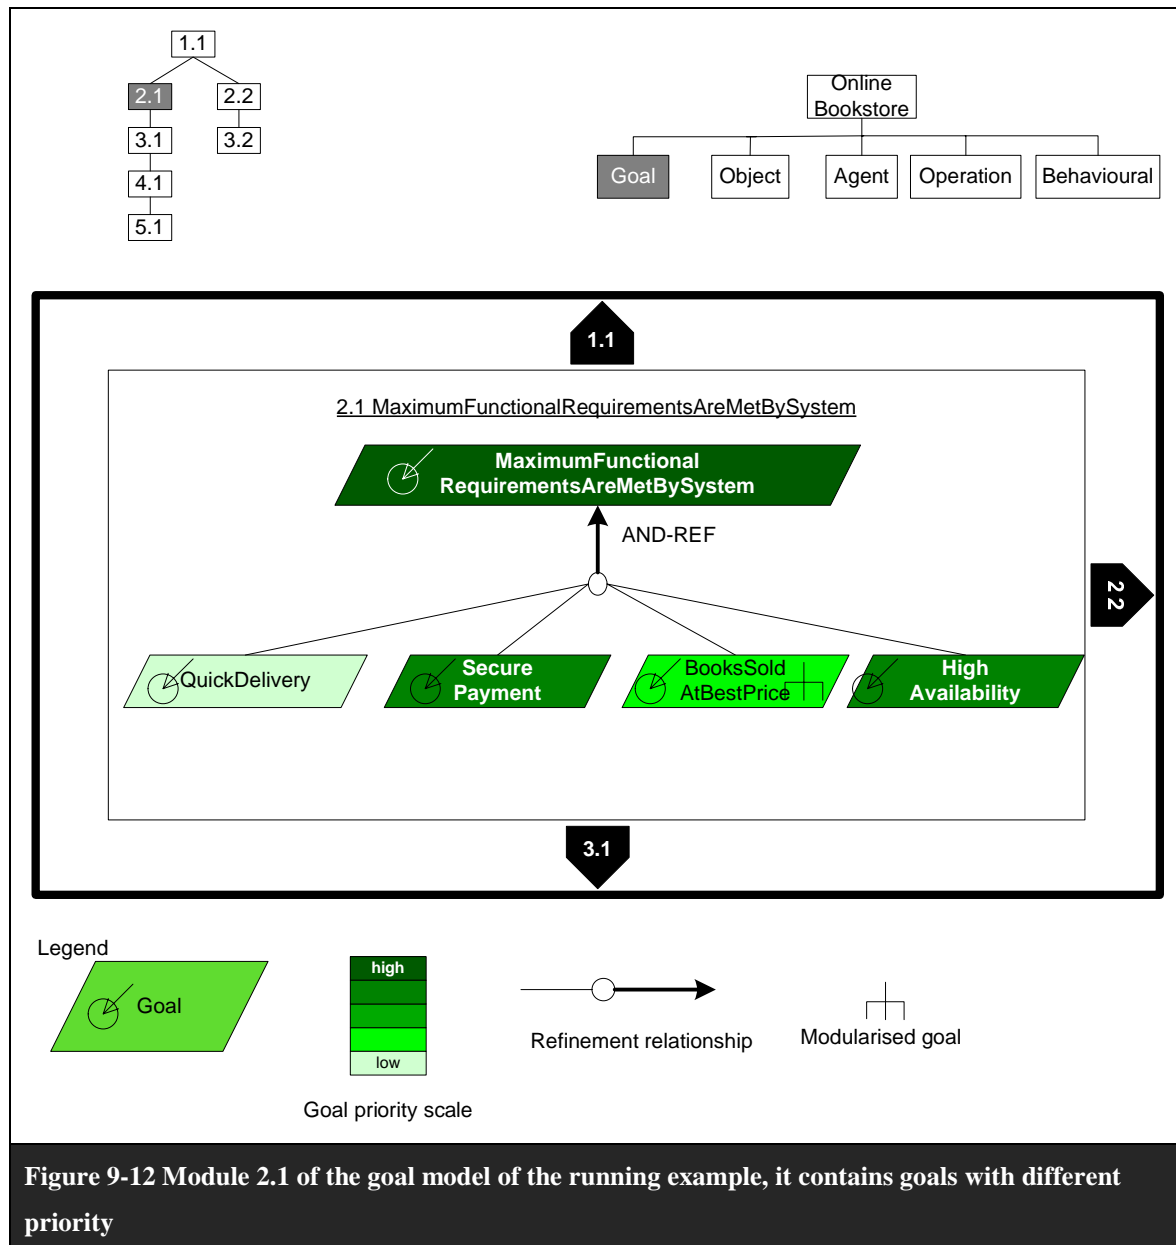 1.1
2.1
2.2
3.1
3.2
4.1
5.1
Online
Bookstore
Goal
Object
Agent
Operation
Behavioural
1.1
2.1 MaximumFunctionalRequirementsAreMetBySystem
MaximumFunctional
RequirementsAreMetBySystem
AND-REF
2 2
QuickDelivery
Secure
Payment
BooksSold
AtBestPrice
High
Availability
3.1
Legend
Goal
high
low
Goal priority scale
Refinement relationship
Modularised goal
Figure 9-12 Module 2.1 of the goal model of the running example, it contains goals with different
priority